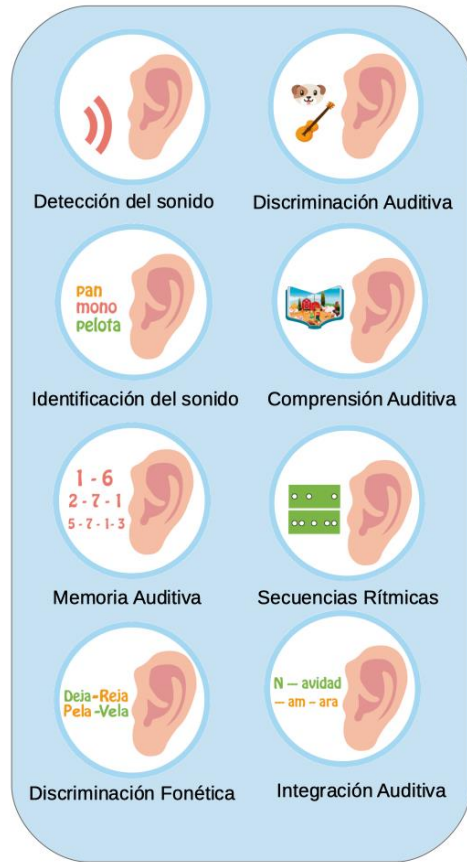 Detección del sonido
Discriminación Auditiva
pan
mono
pelota
Identificación del sonido
Comprensión Auditiva
1 - 6
2 - 7 - 1
5 - 7 - 1 - 3
Memoria Auditiva
Secuencias Rítmicas
Deja-Reja
Pela-Vela
Discriminación Fonética
N – avidad
– am – ara
Integración Auditiva